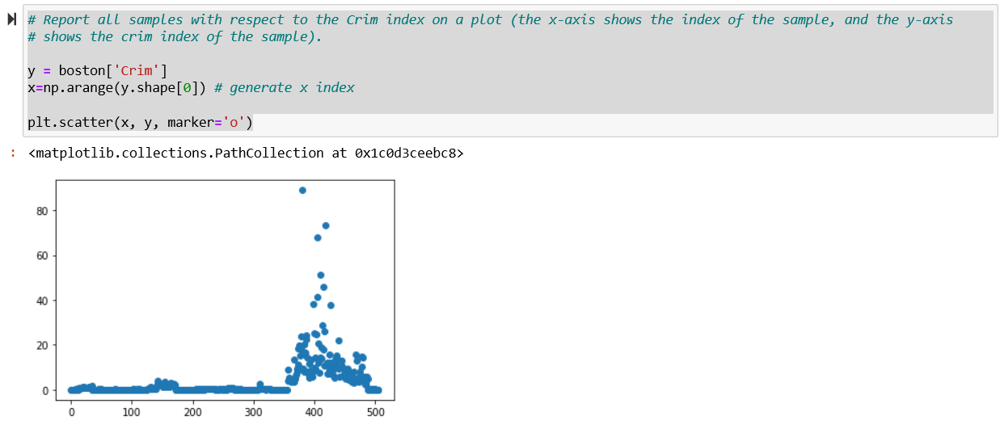 # Report all samples with respect to the Crim index on a plot (the x-axis shows the index of the sample, and the y-axis
# shows the crim index of the sample).
y = boston['Crim']
x=np.arange(y.shape[0]) # generate x index
plt.scatter(x, y, marker='o')
: <matplotlib.collections.PathCollection at 0x1c0d3ceebc8>
80
60
40
20
0
0 100 200 300 400 500